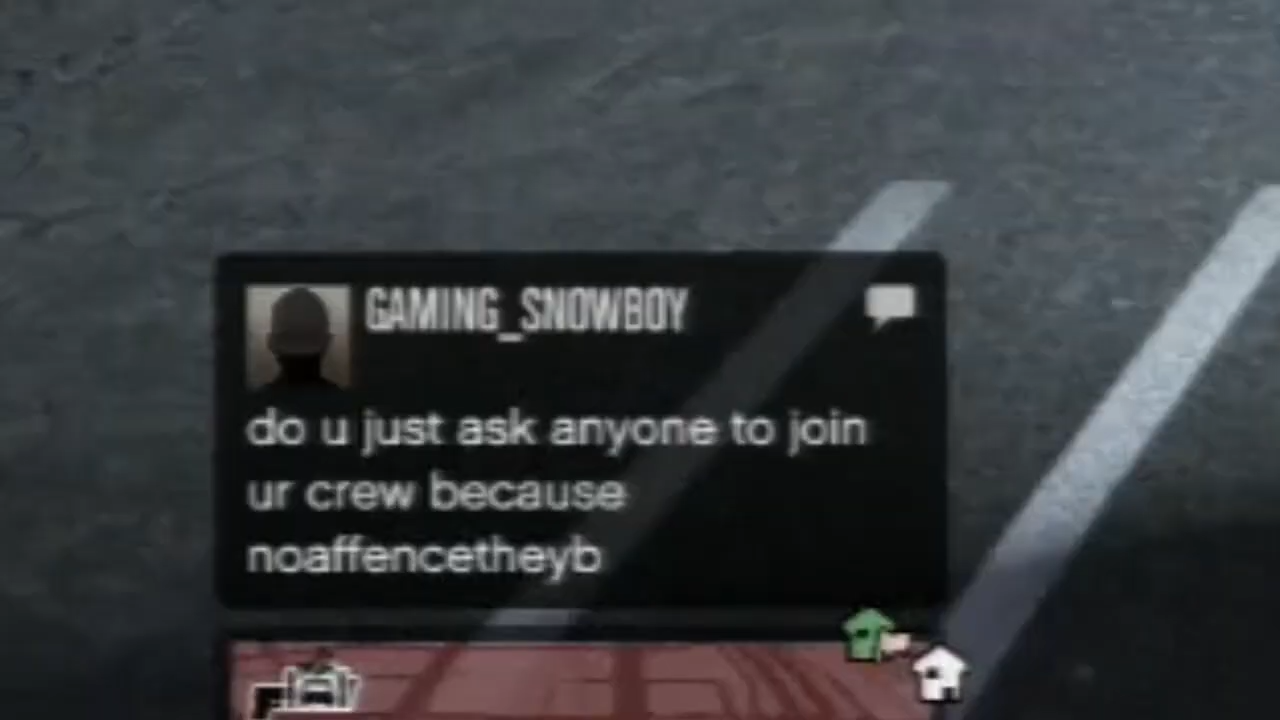 GAMING_SNOWBOY
do u just ask anyone to join
ur crew because
noaffencetheyb